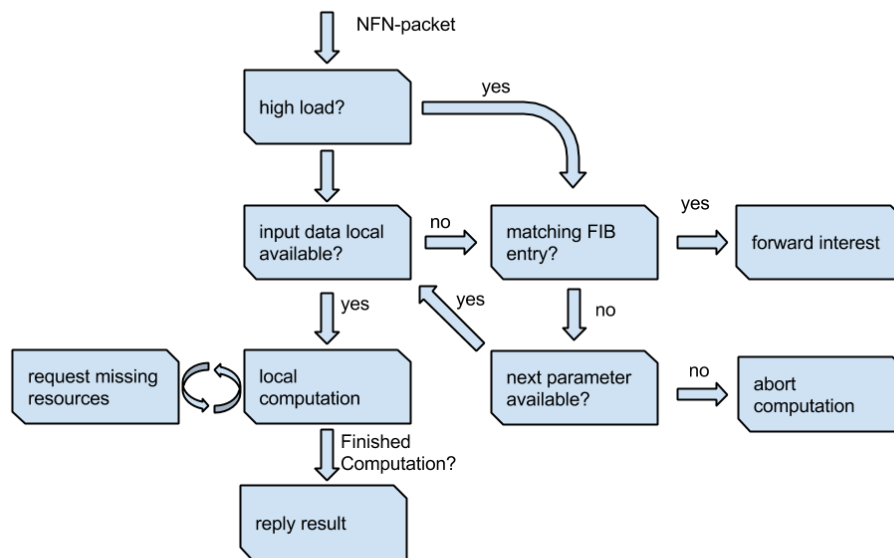 NFN-packet
high load?
yes
input data local
available?
no
matching FIB
entry?
yes
forward interest
yes
yes
no
request missing
resources
local
computation
next parameter
available?
no
abort
computation
Finished
Computation?
reply result